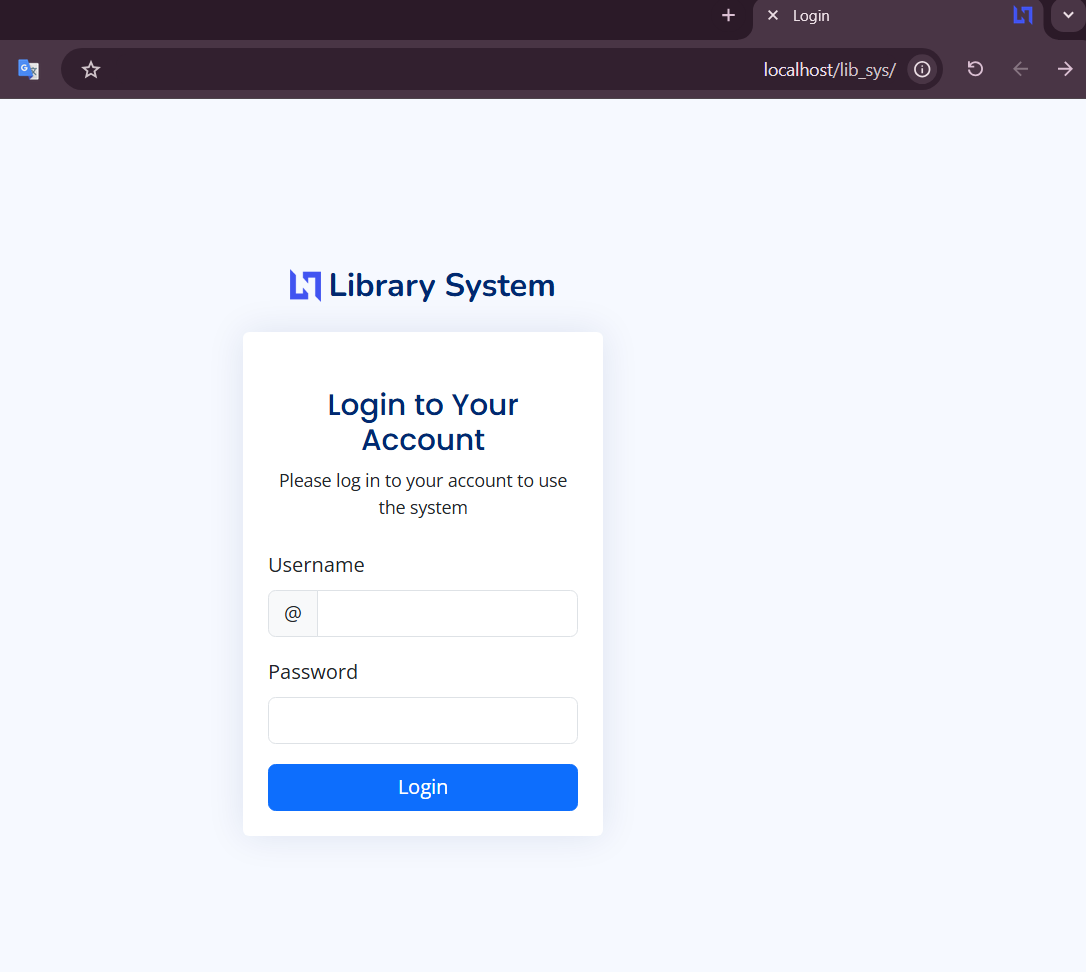 Login
localhost/lib_sys/
Library System
Login to Your
Account
Please log in to your account to use
the system
Username
@
Password
Login